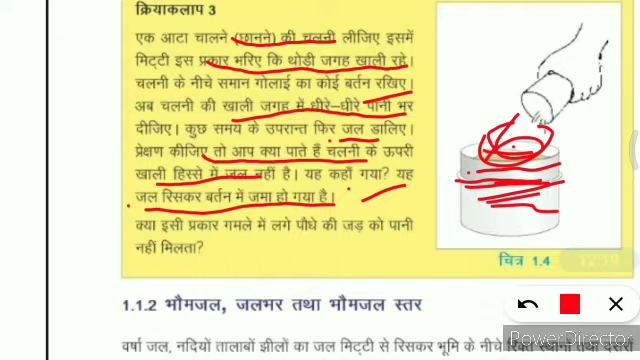 क्रियाकलाप 3
एक आटा चालने (छानने) की चलनी लीजिए इसमें
मिट्टी इस प्रकार भरिए कि थोड़ी जगह खाली रहे।
चलनी के नीचे समान गोलाई का कोई बर्तन रखिए।
अब चलनी की खाली जगह में धीरे–धीरे पानी भर
दीजिए। कुछ समय के उपरान्त फिर जल डालिए।
प्रेक्षण कीजिए तो आप क्या पाते हैं चलनी के ऊपरी
खाली हिस्से में जल नहीं है। यह कहाँ गया? यह
जल रिसकर बर्तन में जमा हो गया है।
क्या इसी प्रकार गमले में लगे पौधे की जड़ को पानी
नहीं मिलता?
चित्र 1.4
1.1.2 भौमजल, जलभर तथा भौमजल स्तर
वर्षा जल, नदियों तालाबों झीलों का जल मिट्टी से रिसकर भूमि के नीचे रिक्त स्थानों तथा दरारों
PowerDirector